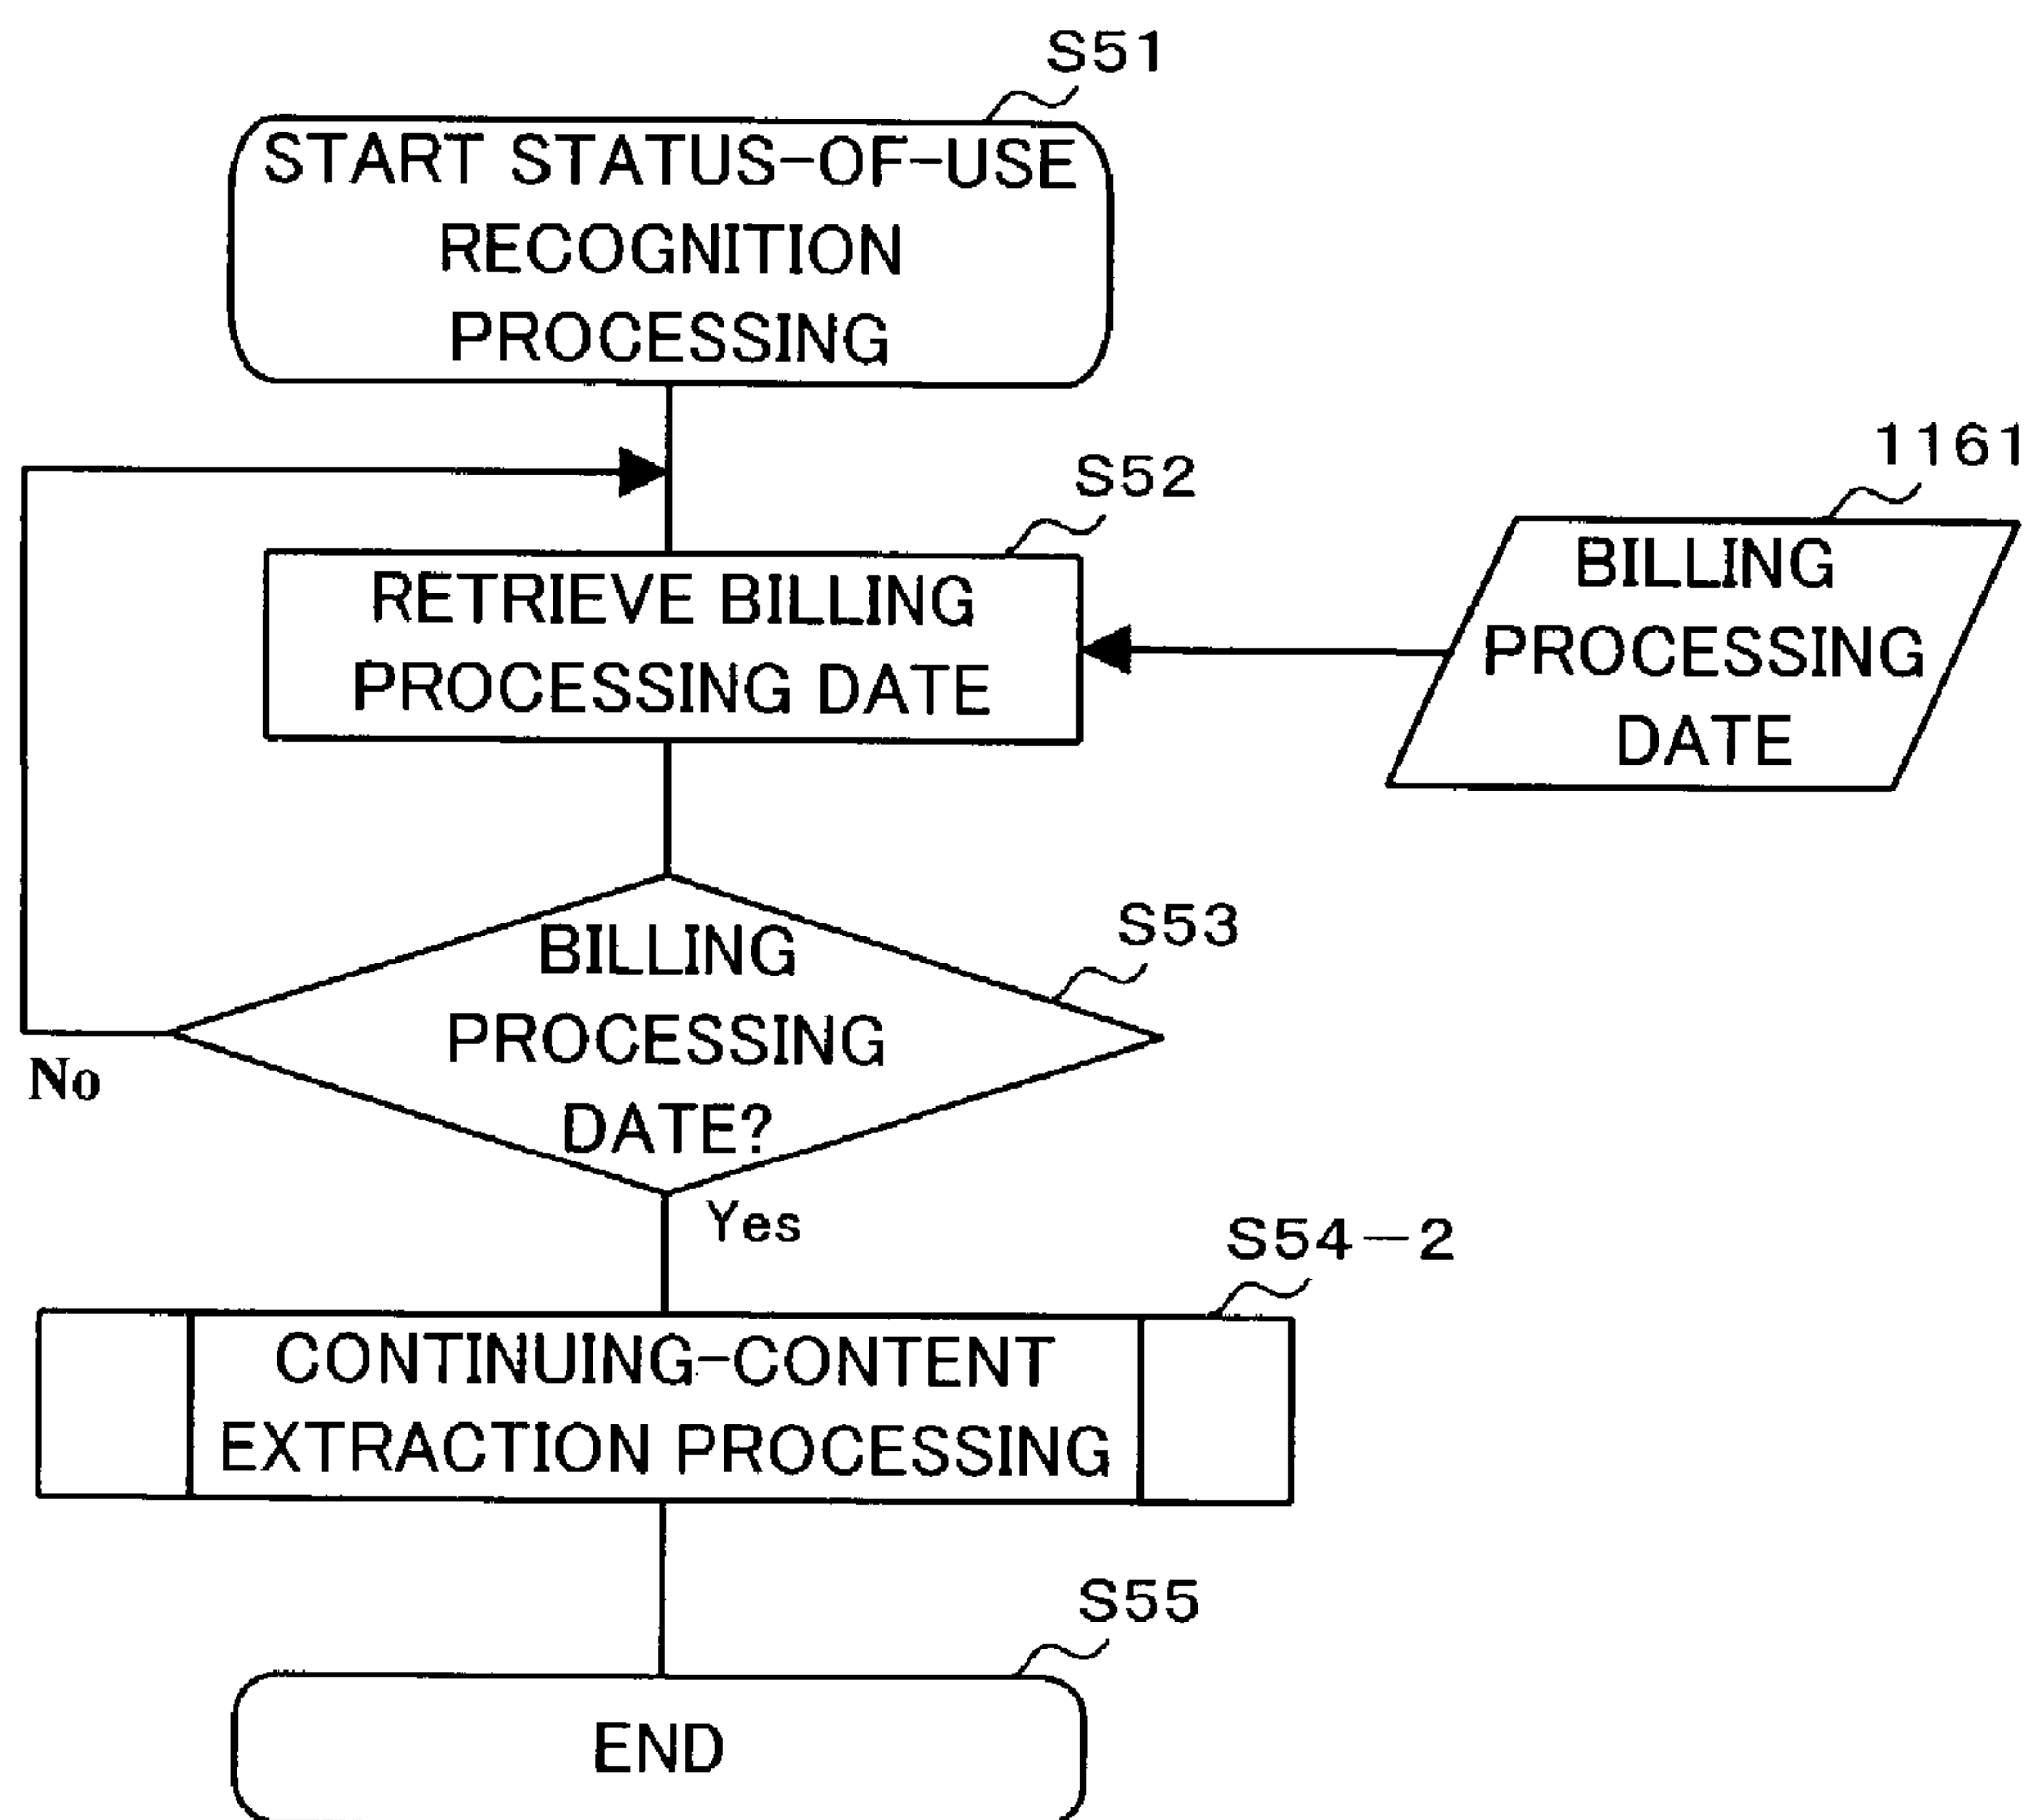 S51
START STATUS-OF-USE
RECOGNITION
PROCESSING
1161
S52
BILLING
PROCESSING
DATE
RETRIEVE BILLING
PROCESSING DATE
S53
BILLING
PROCESSING
DATE?
No
Yes
S54-2
CONTINUING-CONTENT
EXTRACTION PROCESSING
S55
END